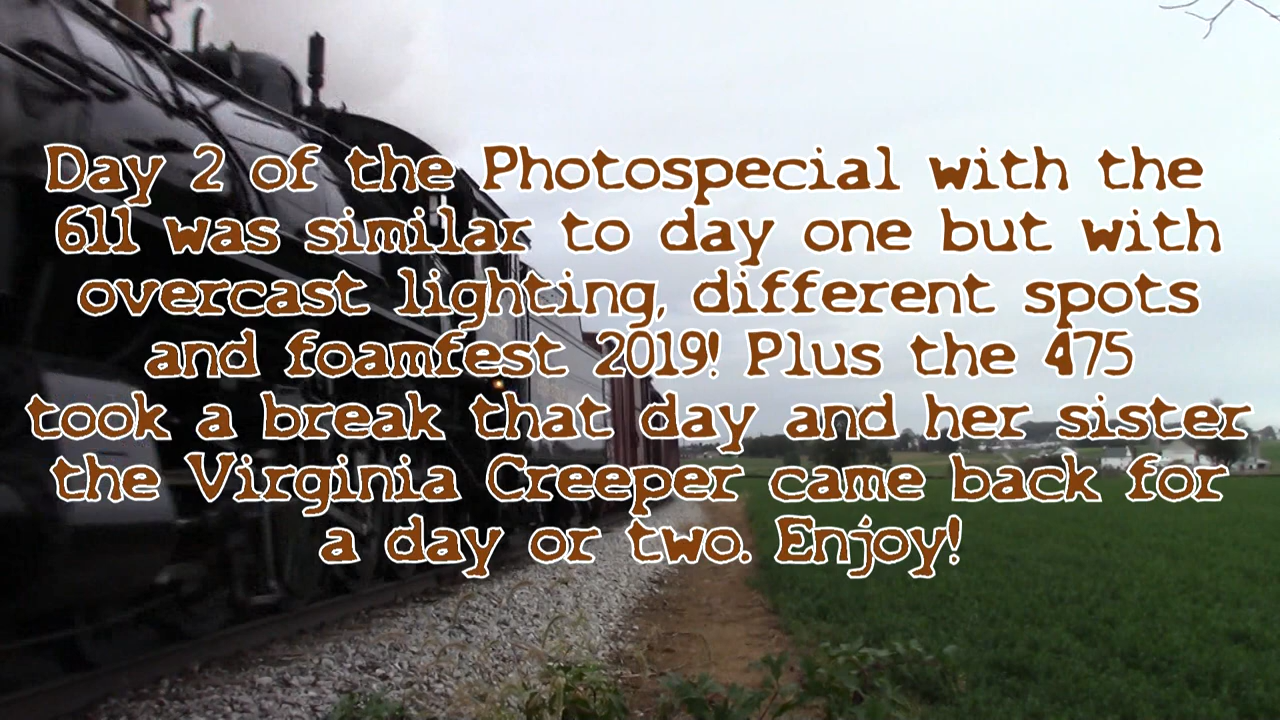 Day 2 of the Photospecial with the
611 was similar to day one but with
overcast lighting, different spots
and foamfest 2019! Plus the 475
took a break that day and her sister
the Virginia Creeper came back for
a day or two. Enjoy!